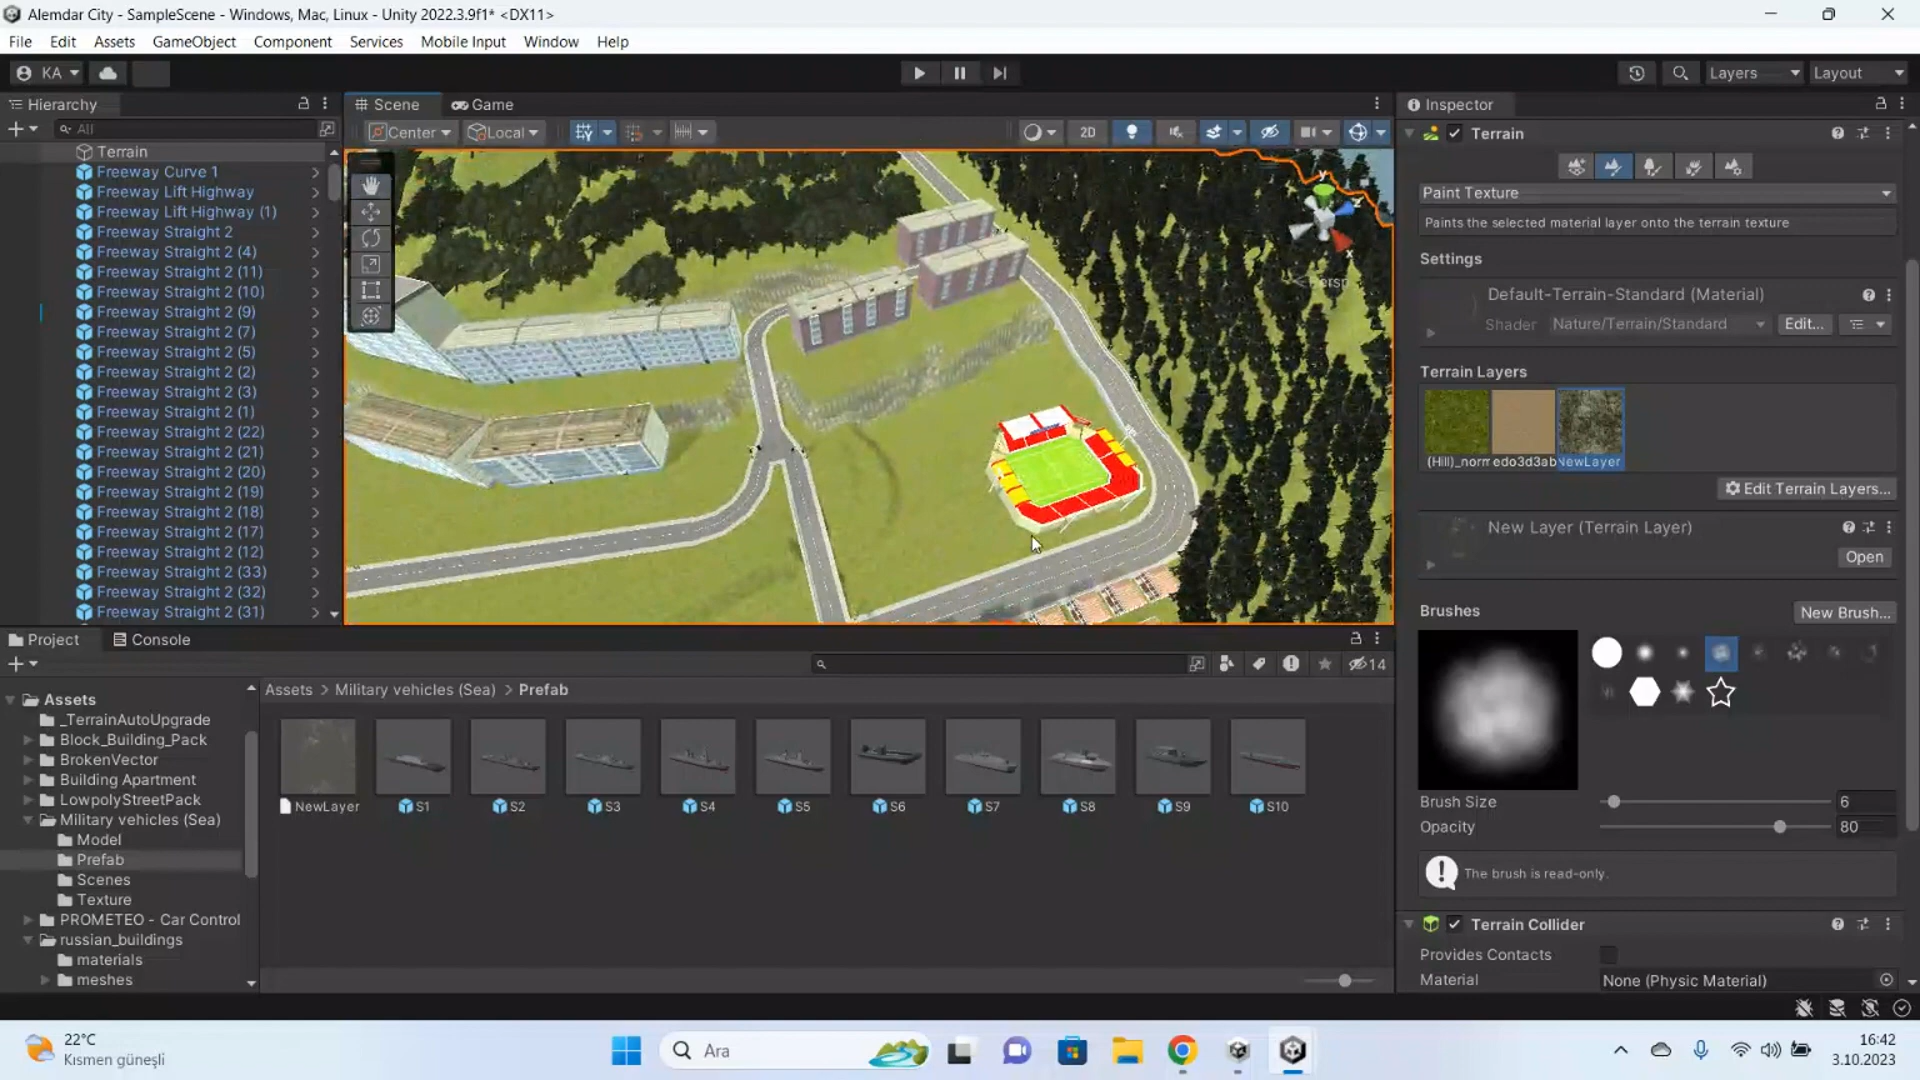 Alemdar City - SampleScene - Windows, Mac, Linux - Unity 2022.3.9f1* <DX11>
File Edit Assets GameObject Component Services Mobile Input Window Help
KA
Layers Layout
Hierarchy
All
Terrain
Freeway Curve 1
Freeway Lift Highway
Freeway Lift Highway (1)
Freeway Straight 2
Freeway Straight 2 (4)
Freeway Straight 2 (11)
Freeway Straight 2 (10)
Freeway Straight 2 (9)
Freeway Straight 2 (7)
Freeway Straight 2 (5)
Freeway Straight 2 (2)
Freeway Straight 2 (3)
Freeway Straight 2 (1)
Freeway Straight 2 (22)
Freeway Straight 2 (21)
Freeway Straight 2 (20)
Freeway Straight 2 (19)
Freeway Straight 2 (18)
Freeway Straight 2 (17)
Freeway Straight 2 (12)
Freeway Straight 2 (33)
Freeway Straight 2 (32)
Freeway Straight 2 (31)
Scene Game
Center Local 2D
y
z
x
Persp
Inspector
Terrain
Paint Texture
Paints the selected material layer onto the terrain texture
Settings
Default-Terrain-Standard (Material)
Shader Nature/Terrain/Standard Edit...
Terrain Layers
(Hill)_norm edo3d3ab NewLayer
Edit Terrain Layers...
New Layer (Terrain Layer)
Open
Brushes New Brush...
Brush Size 6
Opacity 80
The brush is read-only.
Terrain Collider
Provides Contacts
Material None (Physic Material)
Project Console
14
Assets
_TerrainAutoUpgrade
Block_Building_Pack
BrokenVector
Building Apartment
LowpolyStreetPack
Military vehicles (Sea)
Model
Prefab
Scenes
Texture
PROMETEO - Car Control
russian_buildings
materials
meshes
Assets > Military vehicles (Sea) > Prefab
NewLayer S1 S2 S3 S4 S5 S6 S7 S8 S9 S10
22°C
Kısmen güneşli
Ara
16:42
3.10.2023